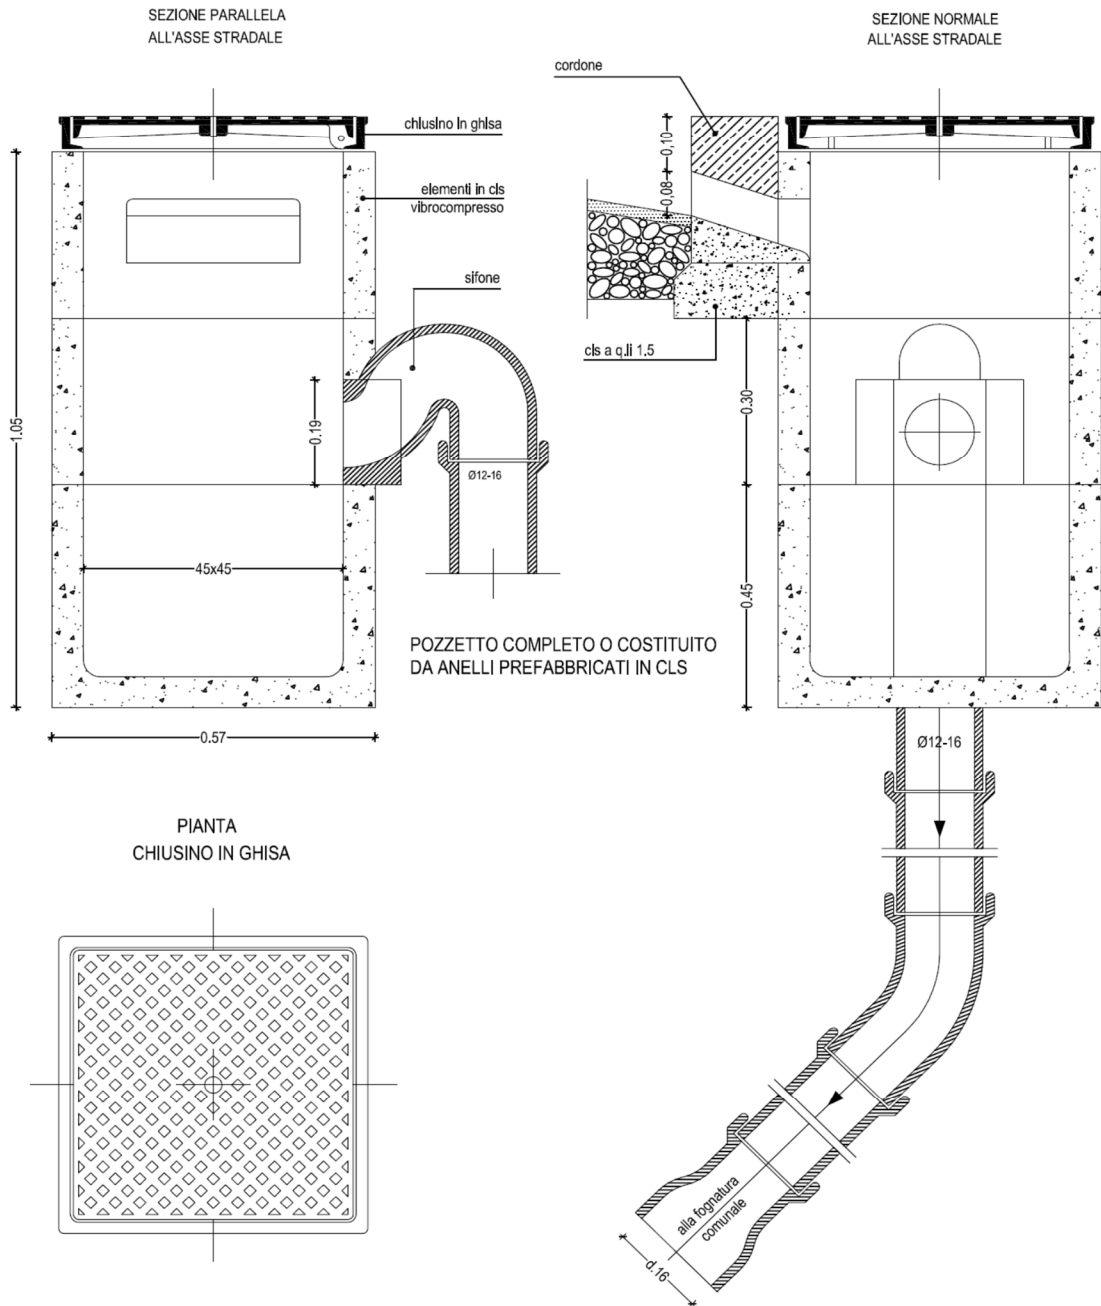 SEZIONE PARALLELA
ALL'ASSE STRADALE
SEZIONE NORMALE
ALL'ASSE STRADALE
cordone
chiusino in ghisa
0,10
elementi in cls
vibrocompresso
0,08
sifone
cls a q.li 1.5
1.05
0.19
0.30
Ø12-16
45x45
0.45
POZZETTO COMPLETO O COSTITUITO
DA ANELLI PREFABBRICATI IN CLS
0.57
Ø12-16
PIANTA
CHIUSINO IN GHISA
alla fognatura
comunale
d.16